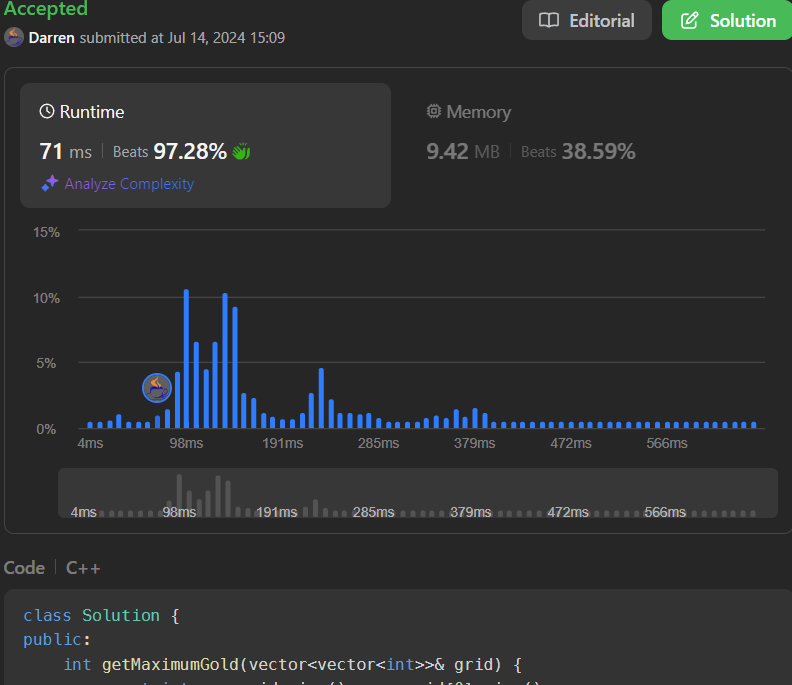 Accepted
Editorial
Solution
Darren submitted at Jul 14, 2024 15:09
Runtime
71 ms | Beats 97.28%
Analyze Complexity
Memory
9.42 MB | Beats 38.59%
15%
10%
5%
0%
4ms 98ms 191ms 285ms 379ms 472ms 566ms
4ms 98ms 191ms 285ms 379ms 472ms 566ms
Code | C++
class Solution {
public:
    int getMaximumGold(vector<vector<int>>& grid) {